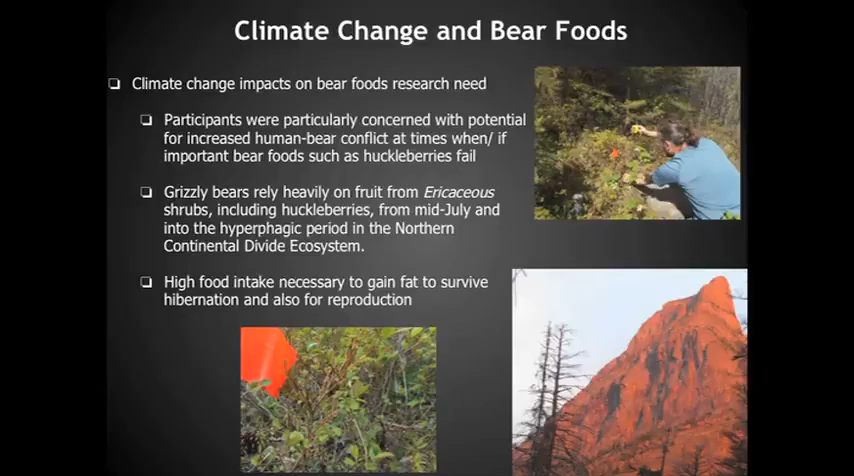 Climate Change and Bear Foods
Climate change impacts on bear foods research need
Participants were particularly concerned with potential
for increased human-bear conflict at times when/ if
important bear foods such as huckleberries fail
Grizzly bears rely heavily on fruit from Ericaceous
shrubs, including huckleberries, from mid-July and
into the hyperphagic period in the Northern
Continental Divide Ecosystem.
High food intake necessary to gain fat to survive
hibernation and also for reproduction